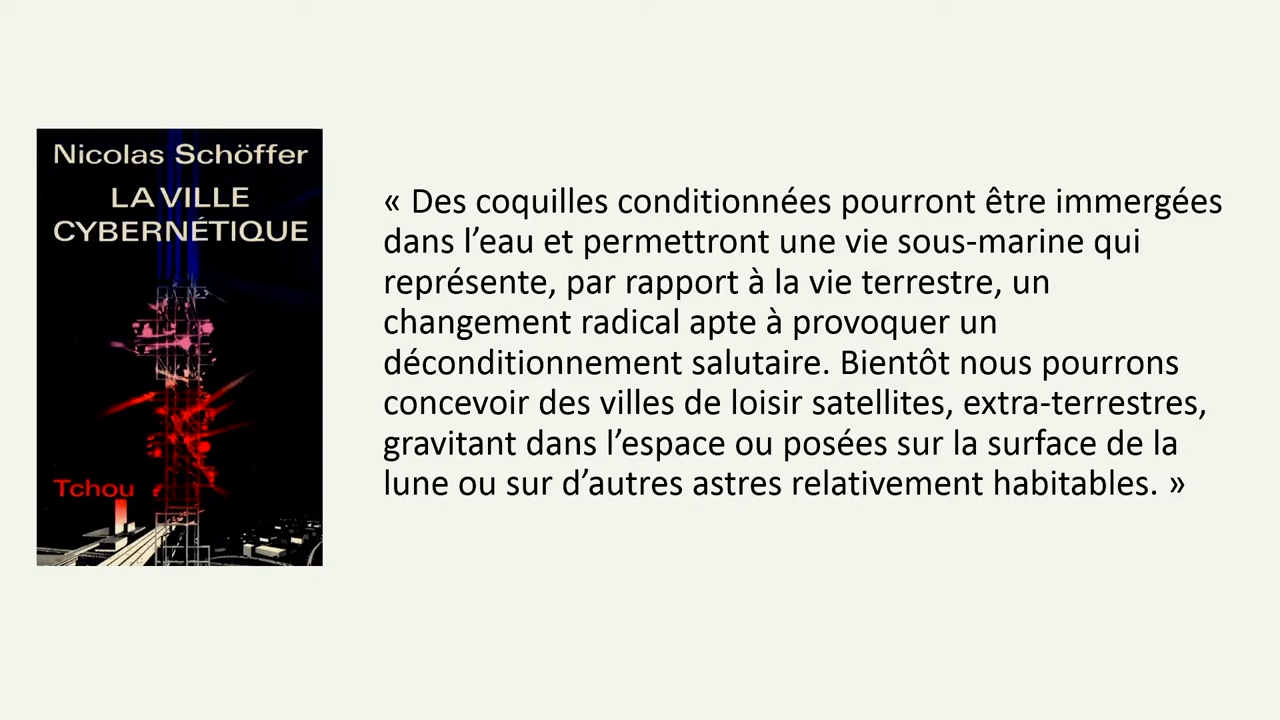 Nicolas Schöffer
LA VILLE
CYBERNÉTIQUE
Tchou
« Des coquilles conditionnées pourront être immergées
dans l’eau et permettront une vie sous-marine qui
représente, par rapport à la vie terrestre, un
changement radical apte à provoquer un
déconditionnement salutaire. Bientôt nous pourrons
concevoir des villes de loisir satellites, extra-terrestres,
gravitant dans l’espace ou posées sur la surface de la
lune ou sur d’autres astres relativement habitables. »